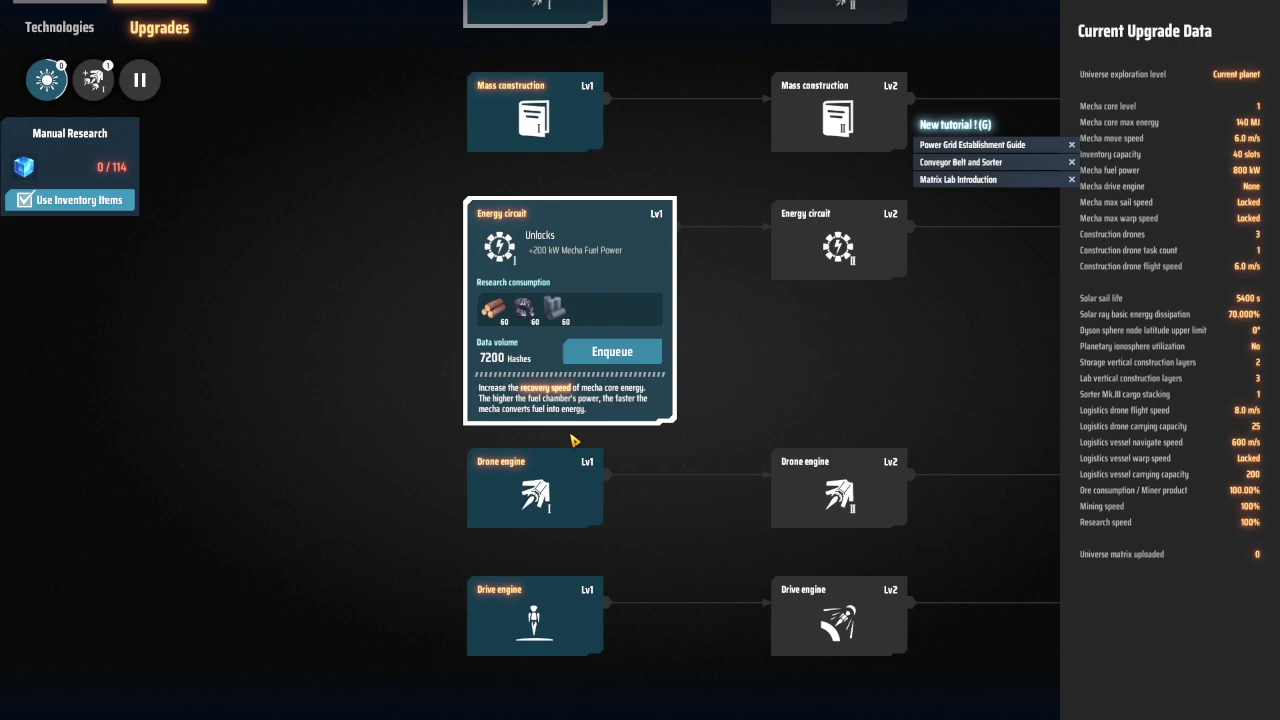 Technologies
Upgrades
0
1
I
Manual Research
0 / 114
Use Inventory Items
I
II
Mass construction Lv1
I
Mass construction Lv2
II
New tutorial ! (G)
Power Grid Establishment Guide ×
Conveyor Belt and Sorter ×
Matrix Lab Introduction ×
Energy circuit Lv1
Unlocks
+200 kW Mecha Fuel Power
I
Research consumption
60 60 60
Data volume
7200 Hashes
Enqueue
Increase the recovery speed of mecha core energy.
The higher the fuel chamber's power, the faster the
mecha converts fuel into energy.
Energy circuit Lv2
II
Drone engine Lv1
I
Drone engine Lv2
II
Drive engine Lv1
Drive engine Lv2
Current Upgrade Data
Universe exploration level Current planet
Mecha core level 1
Mecha core max energy 140 MJ
Mecha move speed 6.0 m/s
Inventory capacity 40 slots
Mecha fuel power 800 kW
Mecha drive engine None
Mecha max sail speed Locked
Mecha max warp speed Locked
Construction drones 3
Construction drone task count 1
Construction drone flight speed 6.0 m/s
Solar sail life 5400 s
Solar ray basic energy dissipation 70.000%
Dyson sphere node latitude upper limit 0°
Planetary ionosphere utilization No
Storage vertical construction layers 2
Lab vertical construction layers 3
Sorter Mk.III cargo stacking 1
Logistics drone flight speed 8.0 m/s
Logistics drone carrying capacity 25
Logistics vessel navigate speed 600 m/s
Logistics vessel warp speed Locked
Logistics vessel carrying capacity 200
Ore consumption / Miner product 100.00%
Mining speed 100%
Research speed 100%
Universe matrix uploaded 0